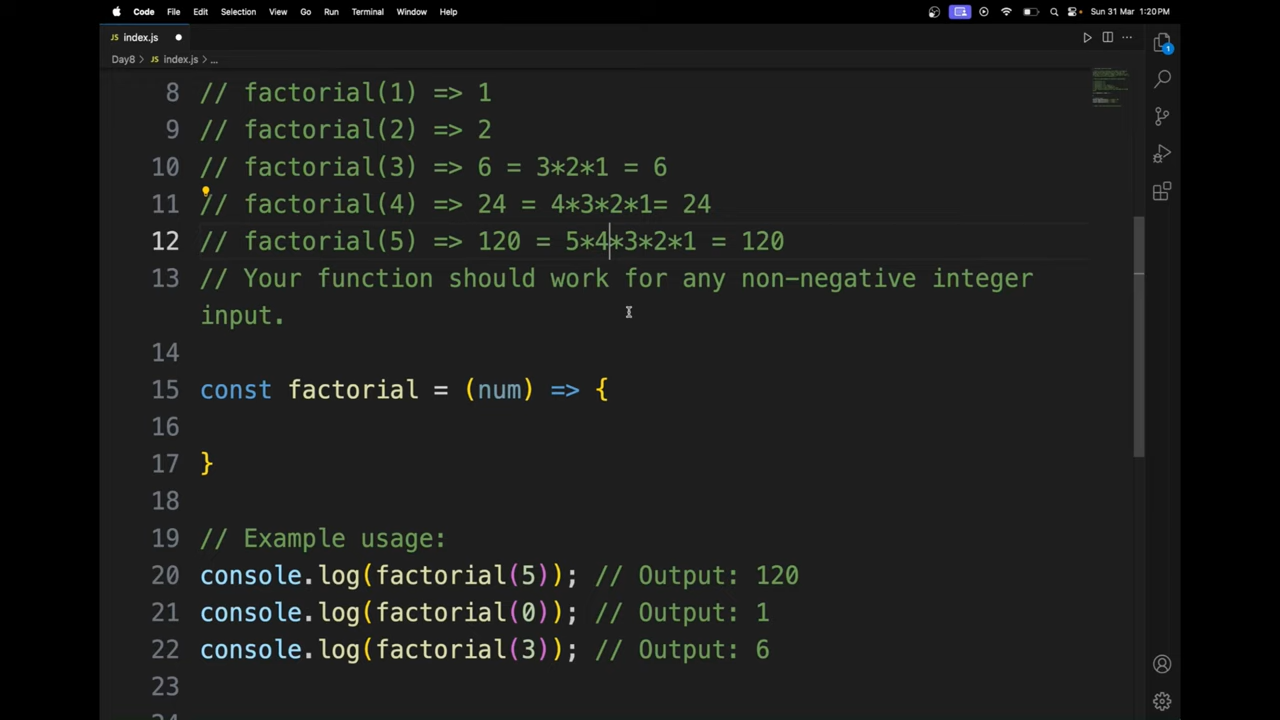 Code File Edit Selection View Go Run Terminal Window Help Sun 31 Mar 1:20 PM
JS index.js
Day8 > JS index.js > ...
8 // factorial(1) => 1
9 // factorial(2) => 2
10 // factorial(3) => 6 = 3*2*1 = 6
11 // factorial(4) => 24 = 4*3*2*1= 24
12 // factorial(5) => 120 = 5*4*3*2*1 = 120
13 // Your function should work for any non-negative integer
input.
14
15 const factorial = (num) => {
16
17 }
18
19 // Example usage:
20 console.log(factorial(5)); // Output: 120
21 console.log(factorial(0)); // Output: 1
22 console.log(factorial(3)); // Output: 6
23